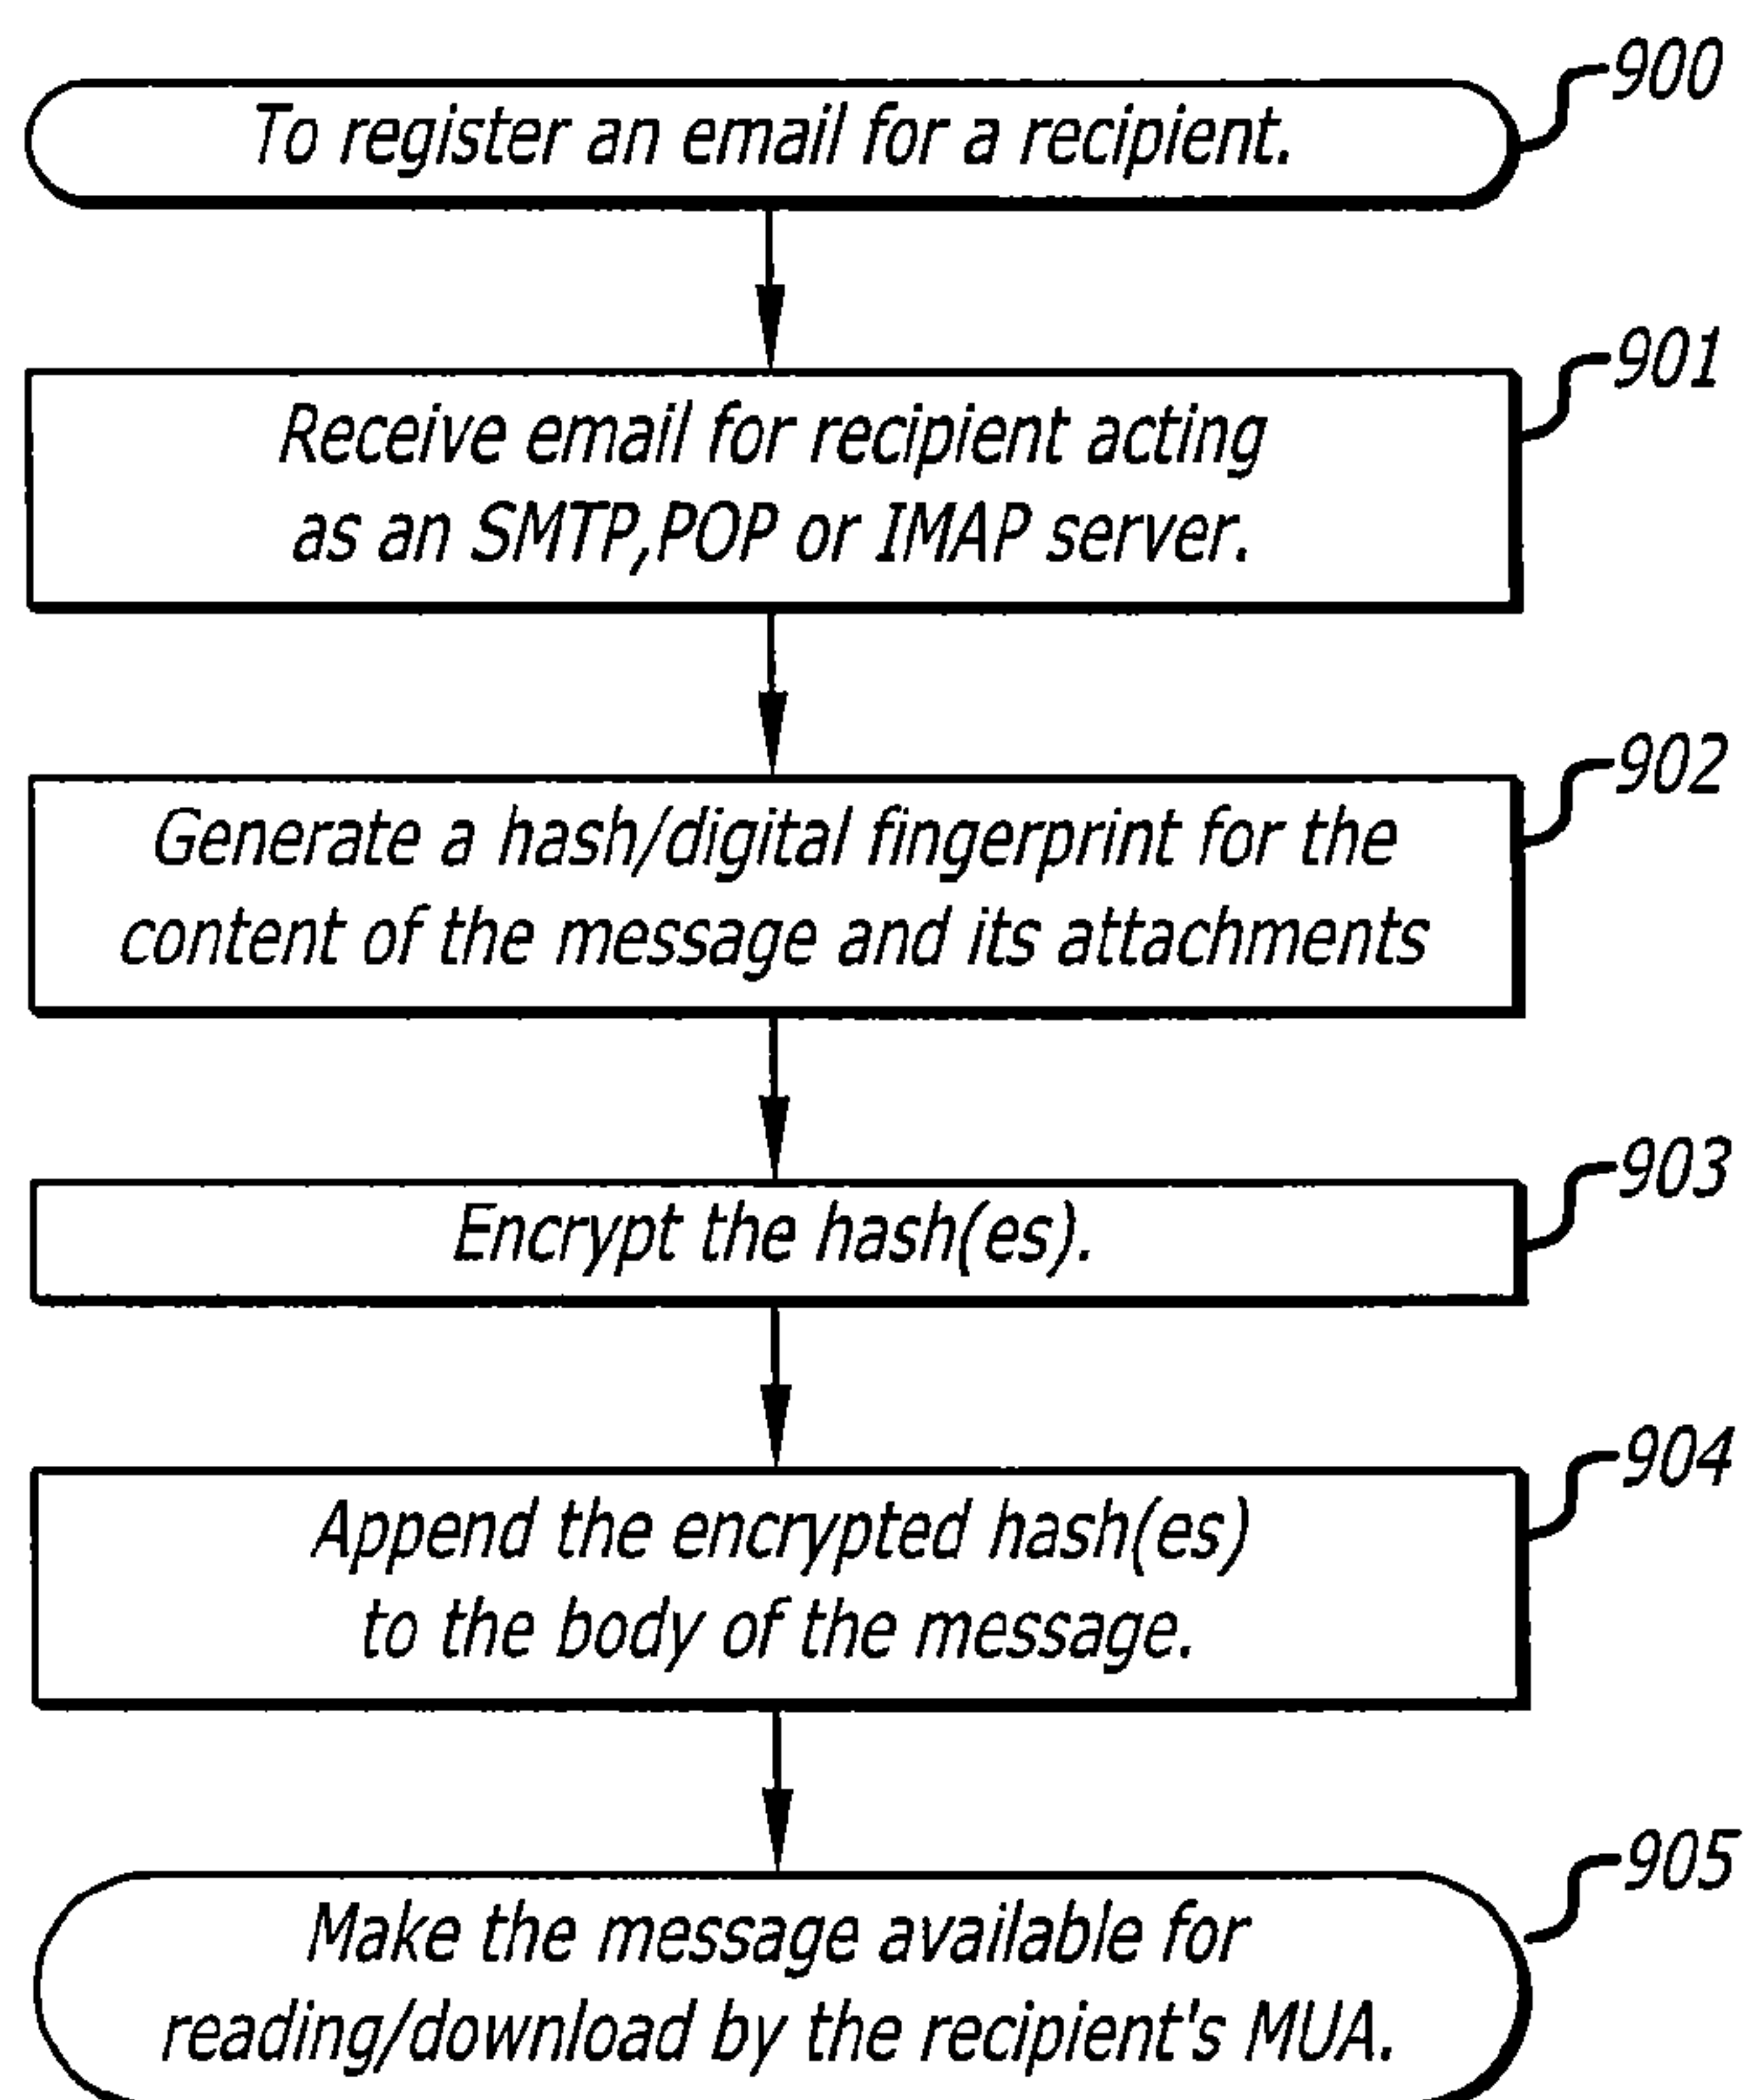 900
To register an email for a recipient.
901
Receive email for recipient acting
as an SMTP,POP or IMAP server.
902
Generate a hash/digital fingerprint for the
content of the message and its attachments
903
Encrypt the hash(es).
904
Append the encrypted hash(es)
to the body of the message.
905
Make the message available for
reading/download by the recipient's MUA.